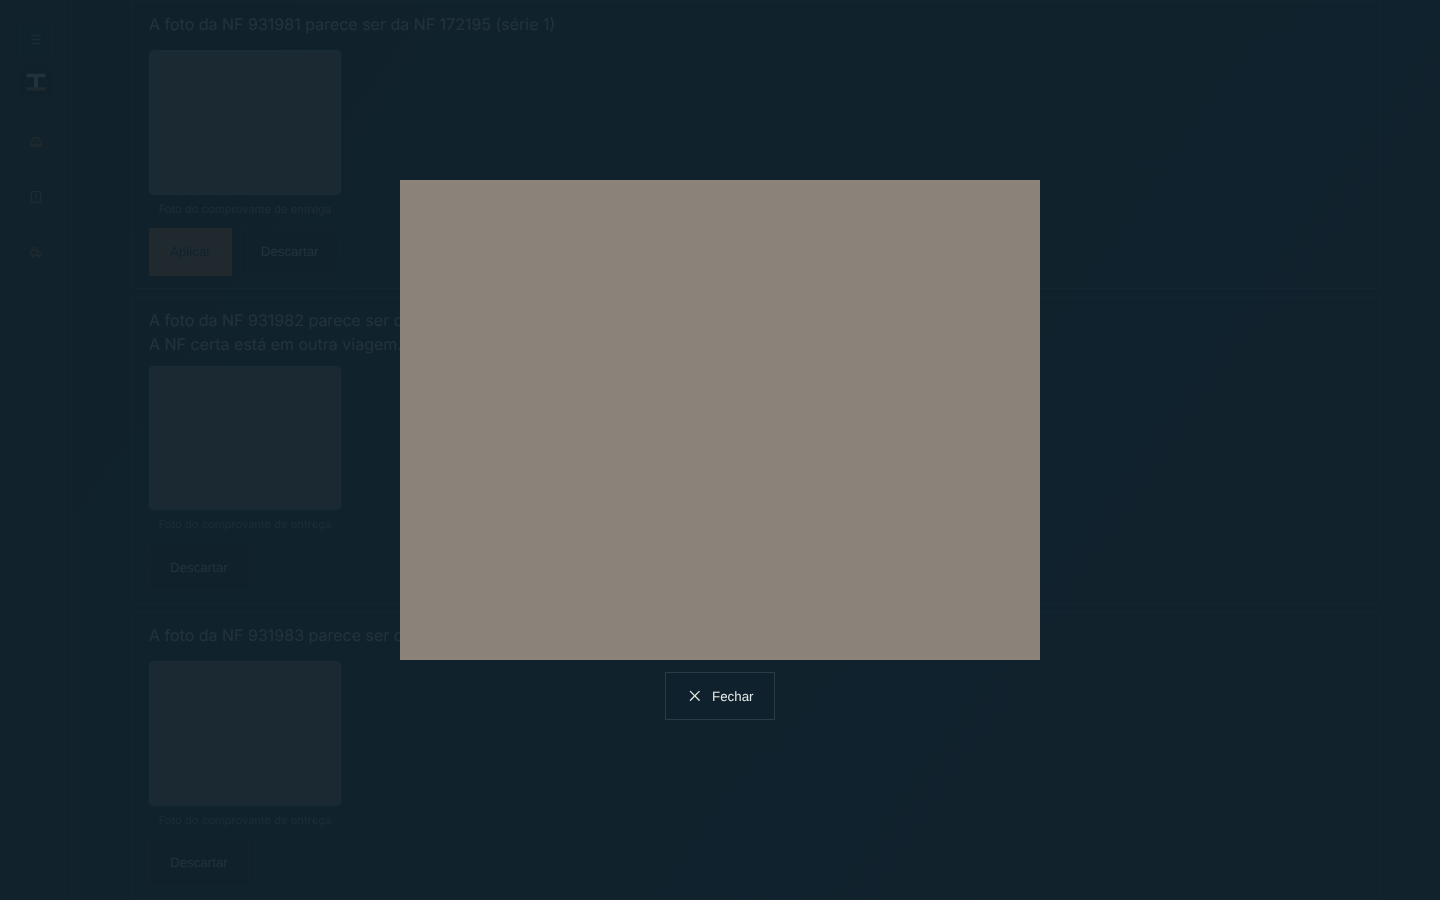 A foto da NF 931981 parece ser da NF 172195 (série 1)
Foto do comprovante de entrega
Aplicar
Descartar
A foto da NF 931982 parece ser
A NF certa está em outra viagem.
Foto do comprovante de entrega
Descartar
A foto da NF 931983 parece ser
Foto do comprovante de entrega
Descartar
Fechar